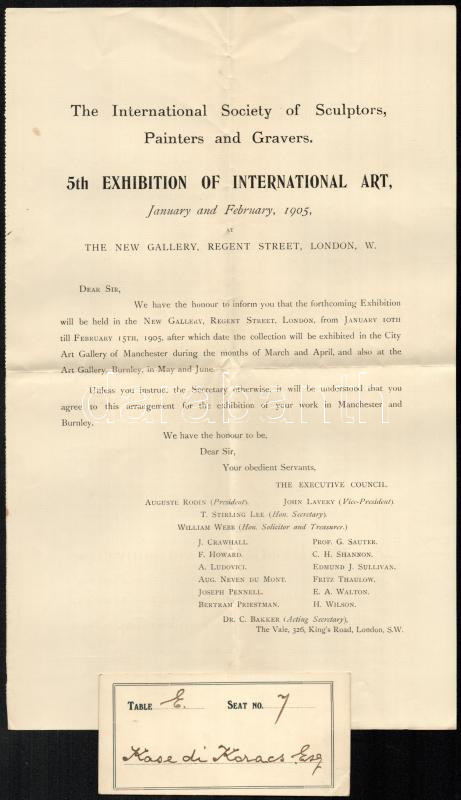 The International Society of Sculptors,
Painters and Gravers.
5th EXHIBITION OF INTERNATIONAL ART,
January and February, 1905,
AT
THE NEW GALLERY, REGENT STREET, LONDON, W.
DEAR SIR,
We have the honour to inform you that the forthcoming Exhibition
will be held in the NEW GALLERY, REGENT STREET, LONDON, from JANUARY 10TH
till FEBRUARY 15TH, 1905, after which date the collection will be exhibited in the City
Art Gallery of Manchester during the months of March and April, and also at the
Art Gallery, Burnley, in May and June.
Unless you instruct the Secretary otherwise, it will be understood that you
agree to this arrangement for the exhibition of your work in Manchester and
Burnley.
We have the honour to be,
Dear Sir,
Your obedient Servants,
THE EXECUTIVE COUNCIL.
AUGUSTE RODIN (President). JOHN LAVERY (Vice-President).
T. STIRLING LEE (Hon. Secretary).
WILLIAM WEBB (Hon. Solicitor and Treasurer.)
J. CRAWHALL. PROF. G. SAUTER.
F. HOWARD. C. H. SHANNON.
A. LUDOVICI. EDMUND J. SULLIVAN.
AUG. NEVEN DU MONT. FRITZ THAULOW.
JOSEPH PENNELL. E. A. WALTON.
BERTRAM PRIESTMAN. H. WILSON.
DR. C. BAKKER (Acting Secretary),
The Vale, 326, King's Road, London, S.W.
darabanth
TABLE E. SEAT NO. 7
Kase di Koracs Esq